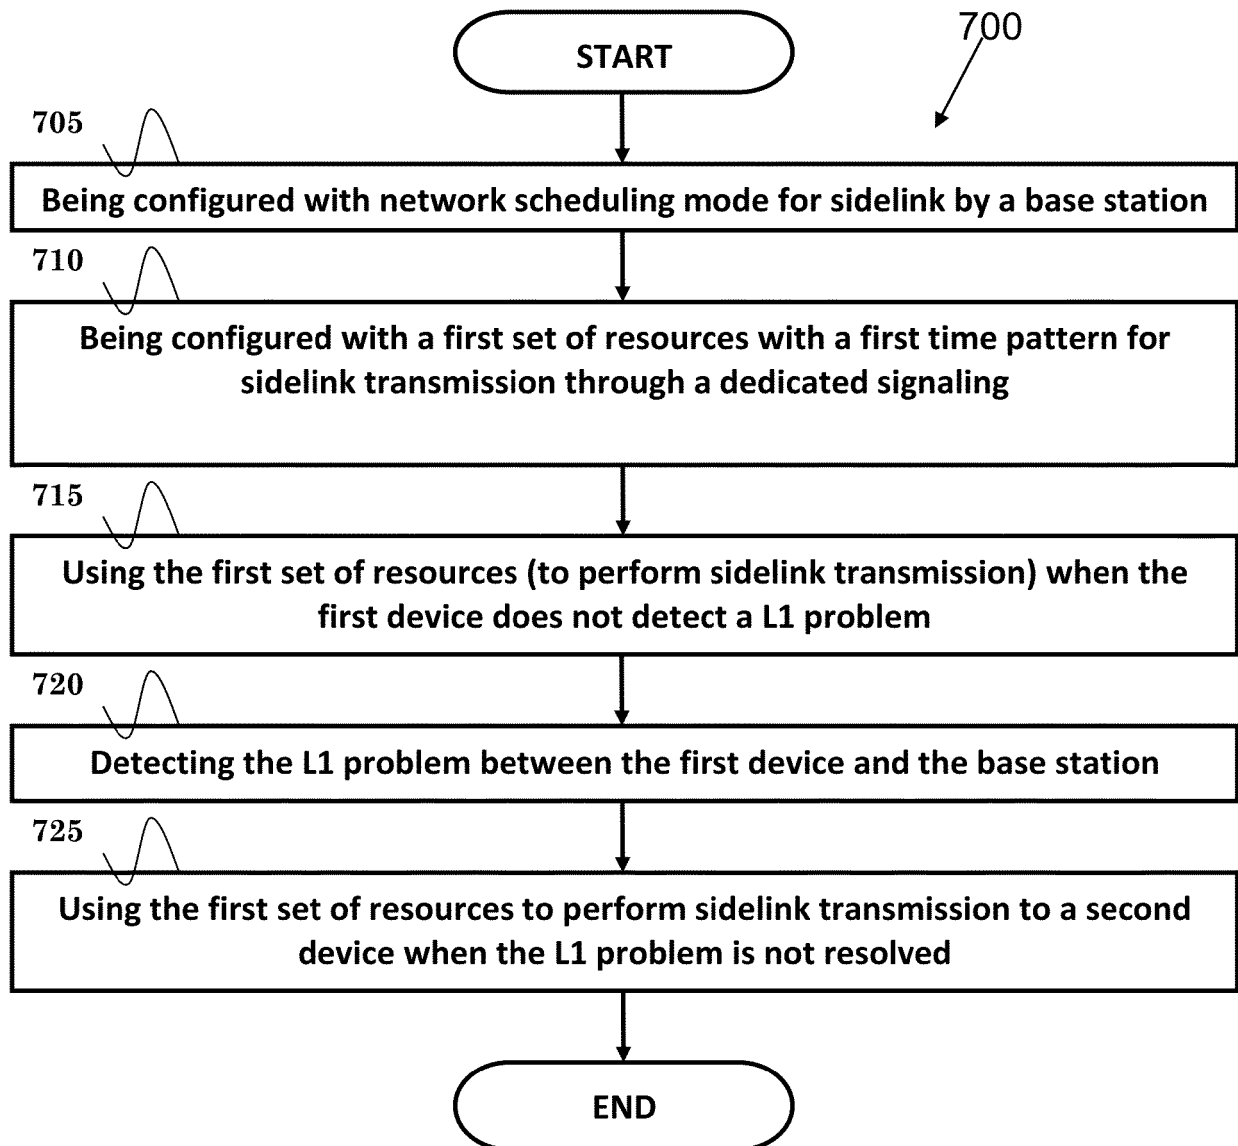 START
700
705
Being configured with network scheduling mode for sidelink by a base station
710
Being configured with a first set of resources with a first time pattern for
sidelink transmission through a dedicated signaling
715
Using the first set of resources (to perform sidelink transmission) when the
first device does not detect a L1 problem
720
Detecting the L1 problem between the first device and the base station
725
Using the first set of resources to perform sidelink transmission to a second
device when the L1 problem is not resolved
END